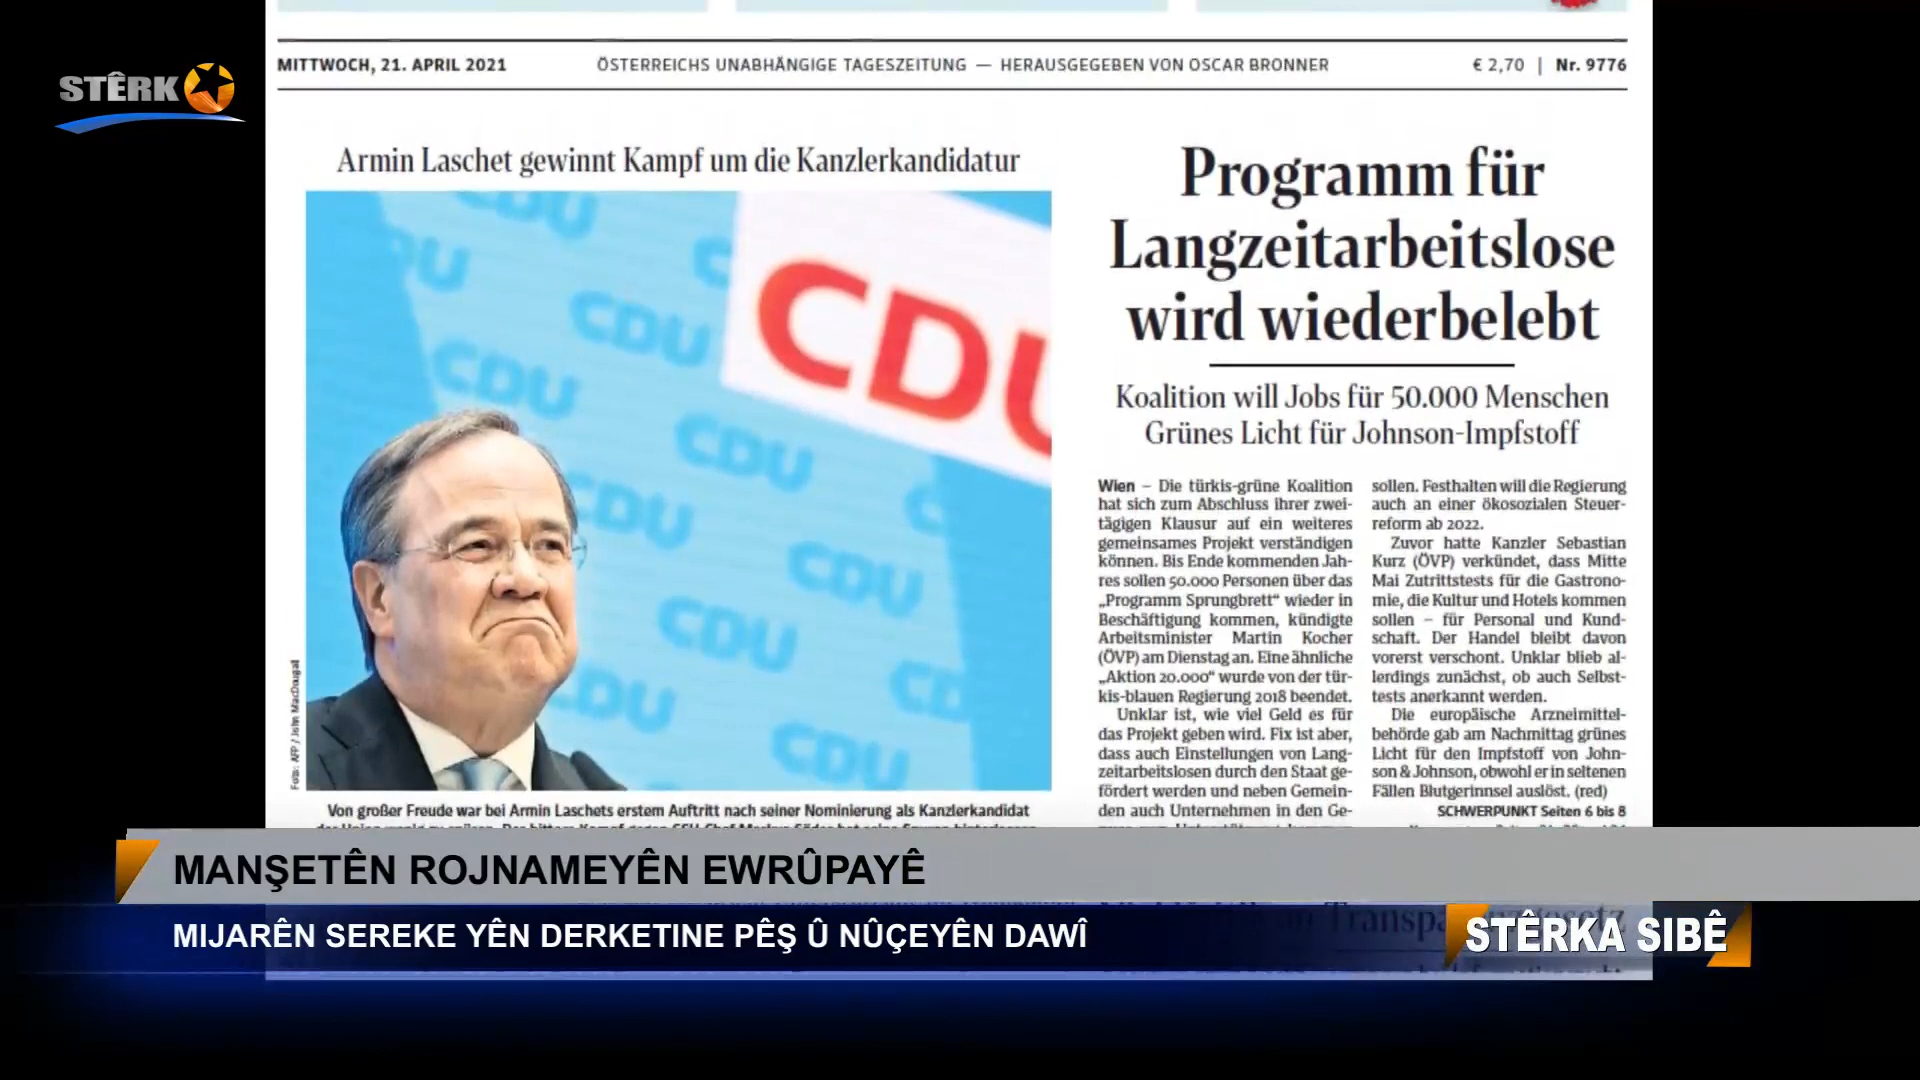 STÊRK
MITTWOCH, 21. APRIL 2021
ÖSTERREICHS UNABHÄNGIGE TAGESZEITUNG — HERAUSGEGEBEN VON OSCAR BRONNER
€ 2,70 | Nr. 9776
Armin Laschet gewinnt Kampf um die Kanzlerkandidatur
CDU
Foto: AFP / John MacDougall
Von großer Freude war bei Armin Laschets erstem Auftritt nach seiner Nominierung als Kanzlerkandidat
Programm für
Langzeitarbeitslose
wird wiederbelebt
Koalition will Jobs für 50.000 Menschen
Grünes Licht für Johnson-Impfstoff
Wien – Die türkis-grüne Koalition
hat sich zum Abschluss ihrer zwei-
tägigen Klausur auf ein weiteres
gemeinsames Projekt verständigen
können. Bis Ende kommenden Jah-
res sollen 50.000 Personen über das
„Programm Sprungbrett“ wieder in
Beschäftigung kommen, kündigte
Arbeitsminister Martin Kocher
(ÖVP) am Dienstag an. Eine ähnliche
„Aktion 20.000“ wurde von der tür-
kis-blauen Regierung 2018 beendet.
Unklar ist, wie viel Geld es für
das Projekt geben wird. Fix ist aber,
dass auch Einstellungen von Lang-
zeitarbeitslosen durch den Staat ge-
fördert werden und neben Gemein-
den auch Unternehmen in den Ge-
sollen. Festhalten will die Regierung
auch an einer ökosozialen Steuer-
reform ab 2022.
Zuvor hatte Kanzler Sebastian
Kurz (ÖVP) verkündet, dass Mitte
Mai Zutrittstests für die Gastrono-
mie, die Kultur und Hotels kommen
sollen – für Personal und Kund-
schaft. Der Handel bleibt davon
vorerst verschont. Unklar blieb al-
lerdings zunächst, ob auch Selbst-
tests anerkannt werden.
Die europäische Arzneimittel-
behörde gab am Nachmittag grünes
Licht für den Impfstoff von John-
son & Johnson, obwohl er in seltenen
Fällen Blutgerinnsel auslöst. (red)
SCHWERPUNKT Seiten 6 bis 8
MANŞETÊN ROJNAMEYÊN EWRÛPAYÊ
MIJARÊN SEREKE YÊN DERKETINE PÊŞ Û NÛÇEYÊN DAWÎ
STÊRKA SIBÊ